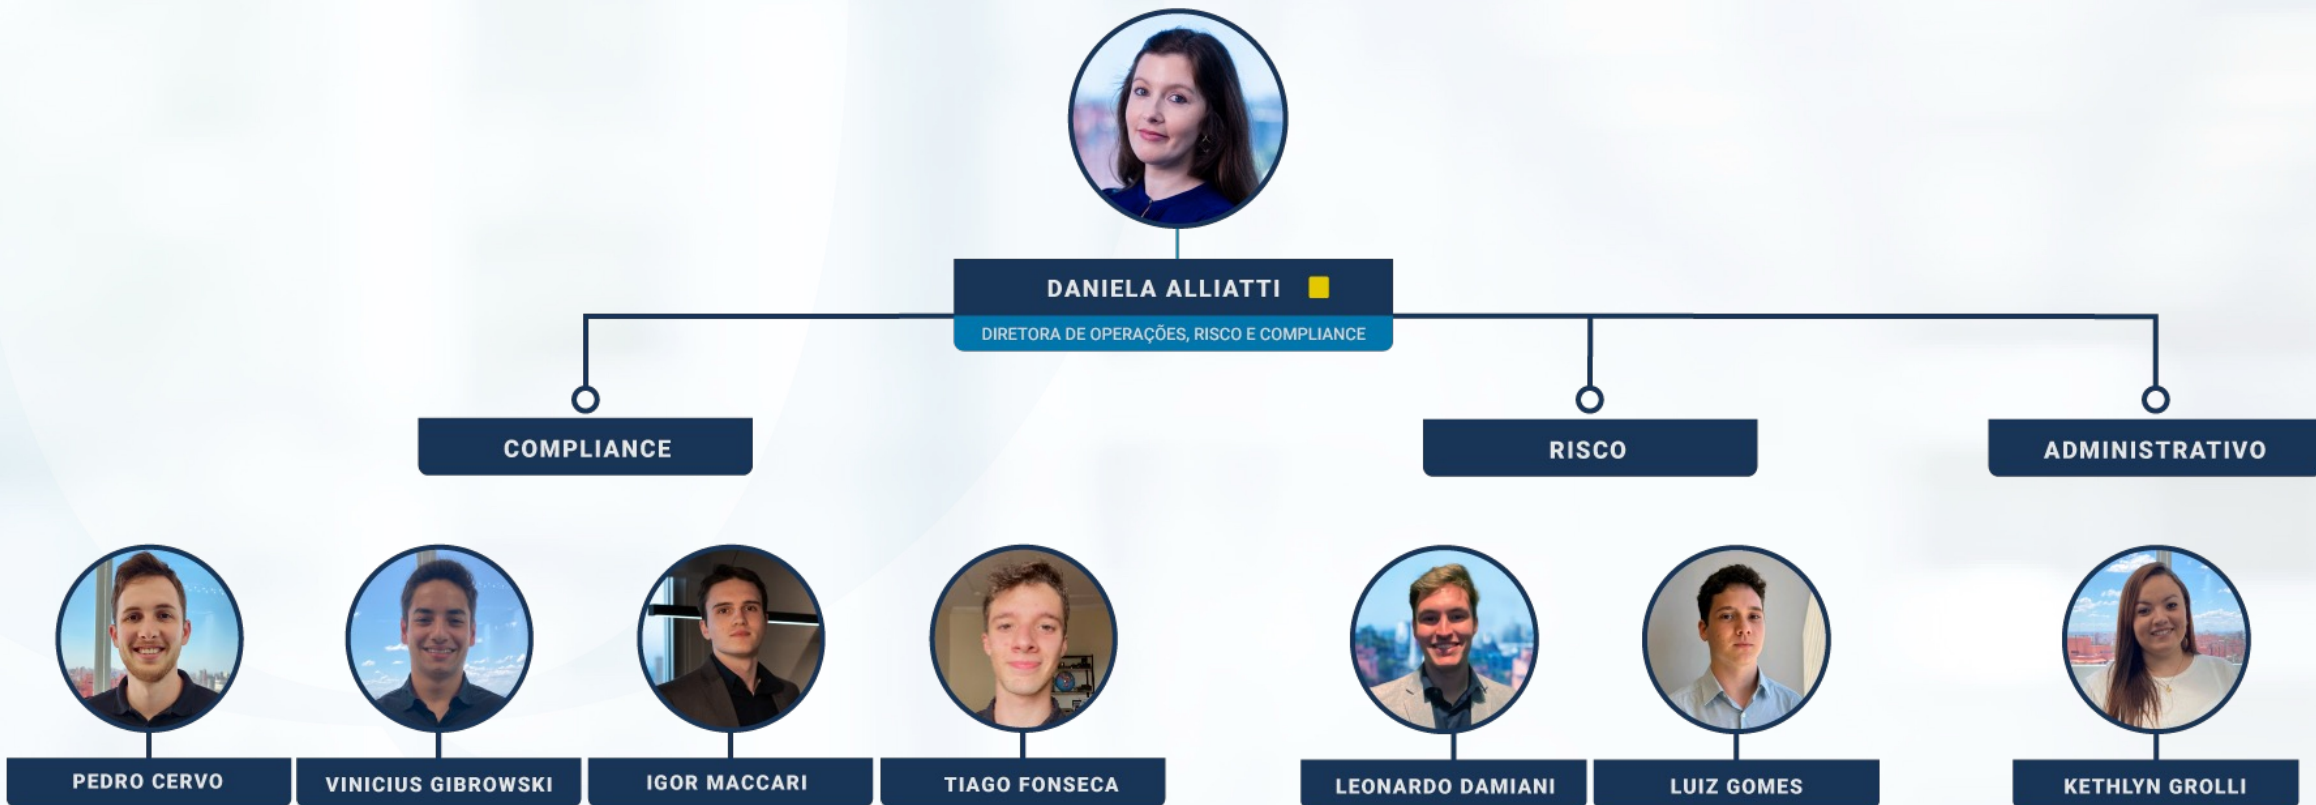 DANIELA ALLIATTI
DIRETORA DE OPERAÇÕES, RISCO E COMPLIANCE
COMPLIANCE
RISCO
ADMINISTRATIVO
PEDRO CERVO
VINICIUS GIBROWSKI
IGOR MACCARI
TIAGO FONSECA
LEONARDO DAMIANI
LUIZ GOMES
KETHLYN GROLLI